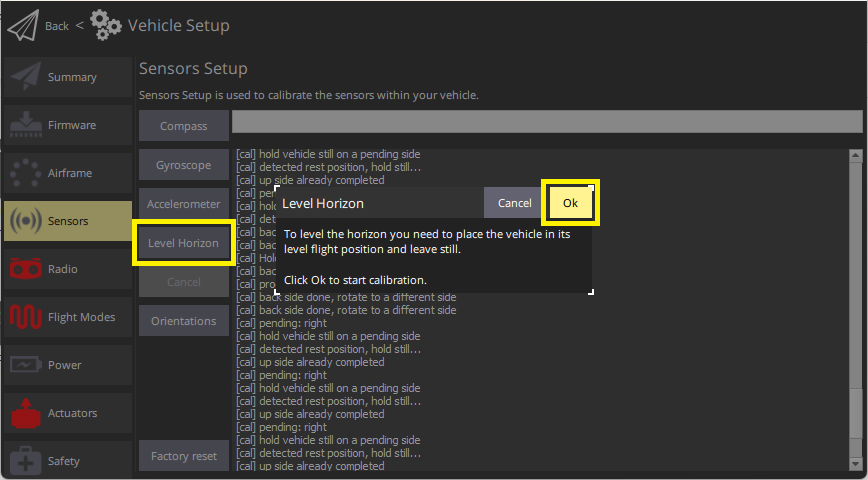 Back < Vehicle Setup
Summary
Firmware
Airframe
Sensors
Radio
Flight Modes
Power
Actuators
Safety
Sensors Setup
Sensors Setup is used to calibrate the sensors within your vehicle.
Compass
Gyroscope
Accelerometer
Level Horizon
Cancel
Orientations
Factory reset
[cal] hold vehicle still on a pending side
[cal] detected rest position, hold still...
[cal] up side already completed
[cal] pen
[cal] hol
[cal] det
[cal] bac
[cal] bac
[cal] Hol
[cal] bac
[cal] pro
[cal] back side done, rotate to a different side
[cal] back side done, rotate to a different side
[cal] pending: right
[cal] hold vehicle still on a pending side
[cal] detected rest position, hold still...
[cal] up side already completed
[cal] pending: right
[cal] hold vehicle still on a pending side
[cal] detected rest position, hold still...
[cal] up side already completed
[cal] pending: right
[cal] hold vehicle still on a pending side
[cal] detected rest position, hold still...
[cal] up side already completed
Level Horizon
Cancel
Ok
To level the horizon you need to place the vehicle in its
level flight position and leave still.
Click Ok to start calibration.